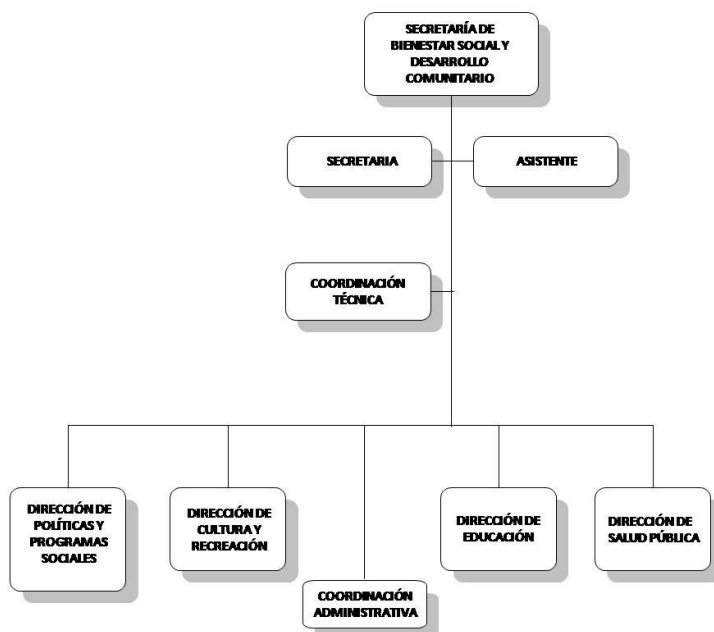 SECRETARÍA DE
BIENESTAR SOCIAL Y
DESARROLLO
COMUNITARIO
SECRETARIA
ASISTENTE
COORDINACIÓN
TÉCNICA
DIRECCIÓN DE
POLÍTICAS Y
PROGRAMAS
SOCIALES
DIRECCIÓN DE
CULTURA Y
RECREACIÓN
COORDINACIÓN
ADMINISTRATIVA
DIRECCIÓN DE
EDUCACIÓN
DIRECCIÓN DE
SALUD PÚBLICA